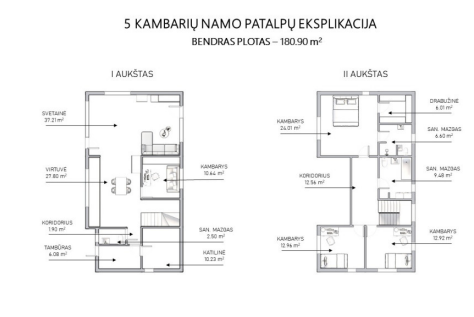 5 KAMBARIŲ NAMO PATALPŲ EKSPLIKACIJA
BENDRAS PLOTAS – 180.90 m²
I AUKŠTAS
SVETAINĖ
37.21 m²
VIRTUVĖ
27.80 m²
KORIDORIUS
1.90 m²
TAMBŪRAS
6.08 m²
KAMBARYS
10.64 m²
SAN. MAZGAS
2.50 m²
KATILINĖ
10.23 m²
II AUKŠTAS
KAMBARYS
24.01 m²
KORIDORIUS
12.56 m²
KAMBARYS
12.96 m²
DRABUŽINĖ
6.01 m²
SAN. MAZGAS
6.60 m²
SAN. MAZGAS
9.48 m²
KAMBARYS
12.92 m²